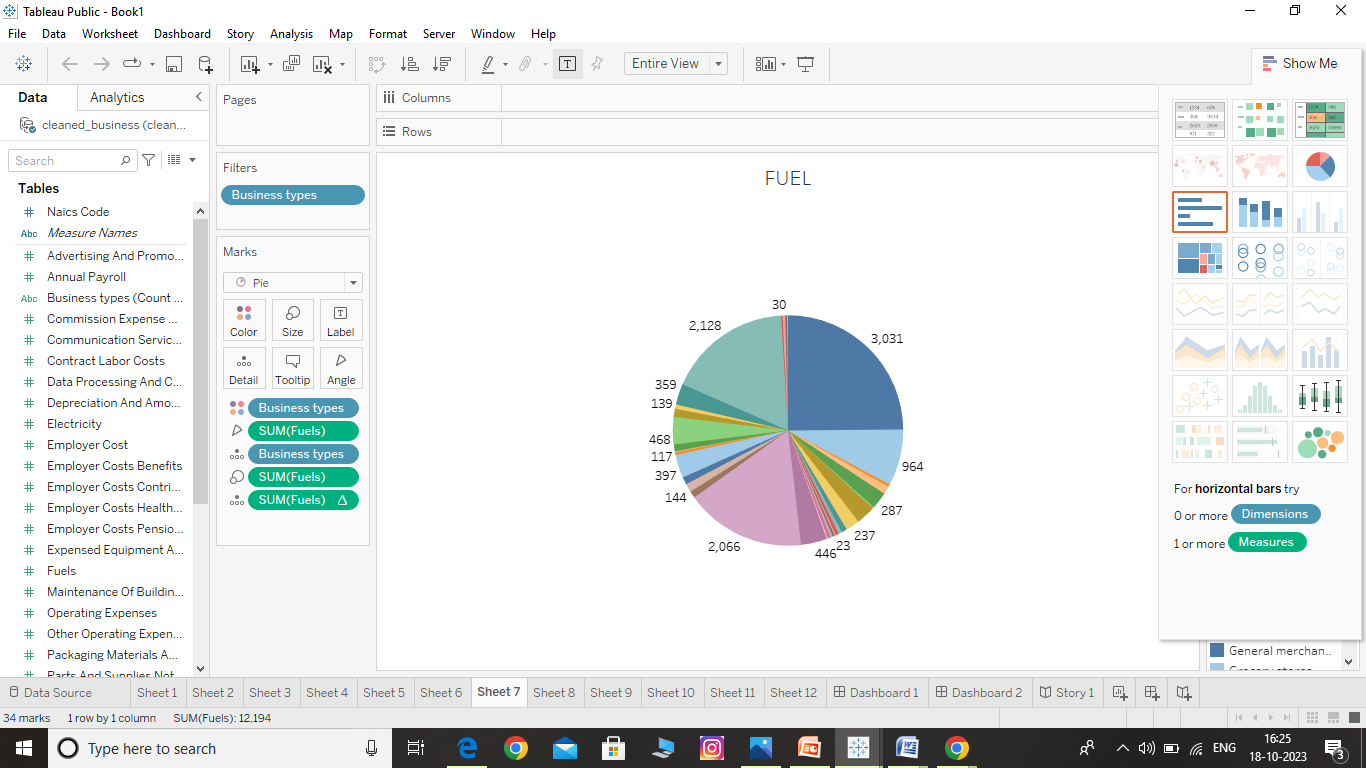 Tableau Public - Book1
File Data Worksheet Dashboard Story Analysis Map Format Server Window Help
Entire View
Show Me
Data Analytics
cleaned_business (clean...
Search
Tables
Naics Code
Abc Measure Names
Advertising And Promo...
Annual Payroll
Abc Business types (Count ...
Commission Expense ...
Communication Servic...
Contract Labor Costs
Data Processing And C...
Depreciation And Amo...
Electricity
Employer Cost
Employer Costs Benefits
Employer Costs Contri...
Employer Costs Health...
Employer Costs Pensio...
Expensed Equipment A...
Fuels
Maintenance Of Buildin...
Operating Expenses
Other Operating Expen...
Packaging Materials A...
Parts And Supplies Not
Pages
Filters
Business types
Marks
Pie
Color Size Label
Detail Tooltip Angle
Business types
SUM(Fuels)
Business types
SUM(Fuels)
SUM(Fuels) Δ
Columns
Rows
FUEL
30
2,128
3,031
359
139
468
117
397
144
2,066
446
23
237
287
964
For horizontal bars try
0 or more Dimensions
1 or more Measures
General merchan..
Grocery stores
Data Source Sheet 1 Sheet 2 Sheet 3 Sheet 4 Sheet 5 Sheet 6 Sheet 7 Sheet 8 Sheet 9 Sheet 10 Sheet 11 Sheet 12 Dashboard 1 Dashboard 2 Story 1
34 marks 1 row by 1 column SUM(Fuels): 12,194
Type here to search
ENG
16:25
18-10-2023
3